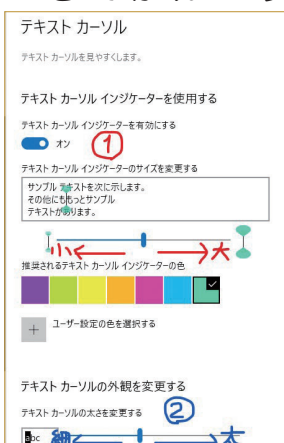 テキスト カーソル
テキスト カーソルを見やすくします。
テキスト カーソル インジケーターを使用する
テキスト カーソル インジケーターを有効にする
オン ①
テキスト カーソル インジケーターのサイズを変更する
サンプル テキストを次に示します。
その他にももっとサンプル
テキストがあります。
小 大
推奨されるテキスト カーソル インジケーターの色
ユーザー設定の色を選択する
テキスト カーソルの外観を変更する
テキスト カーソルの太さを変更する ②
abc 細 太